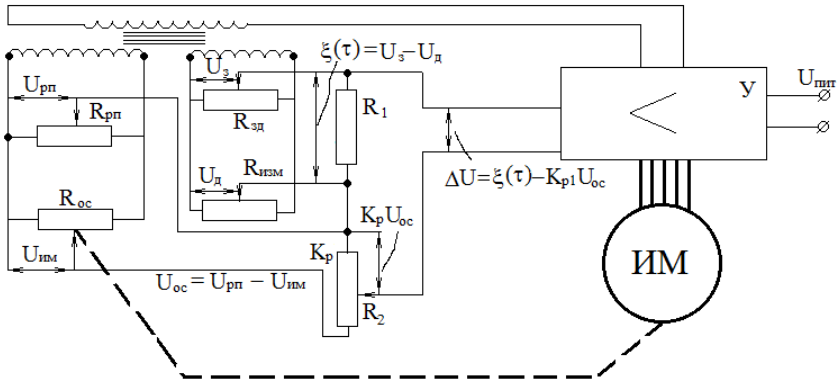 Uз
ξ(τ)=Uз−Uд
Uрп
Rрп
Rзд
R1
У
Uпит
ΔU=ξ(τ)−Kр1Uос
Rизм
Uд
Rос
Uим
KрUос
Kр
Uос=Uрп − Uим
R2
ИМ